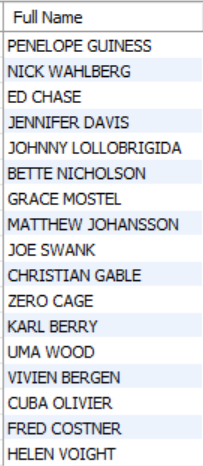 Full Name
PENELOPE GUINESS
NICK WAHLBERG
ED CHASE
JENNIFER DAVIS
JOHNNY LOLLOBRIGIDA
BETTE NICHOLSON
GRACE MOSTEL
MATTHEW JOHANSSON
JOE SWANK
CHRISTIAN GABLE
ZERO CAGE
KARL BERRY
UMA WOOD
VIVIEN BERGEN
CUBA OLIVIER
FRED COSTNER
HELEN VOIGHT